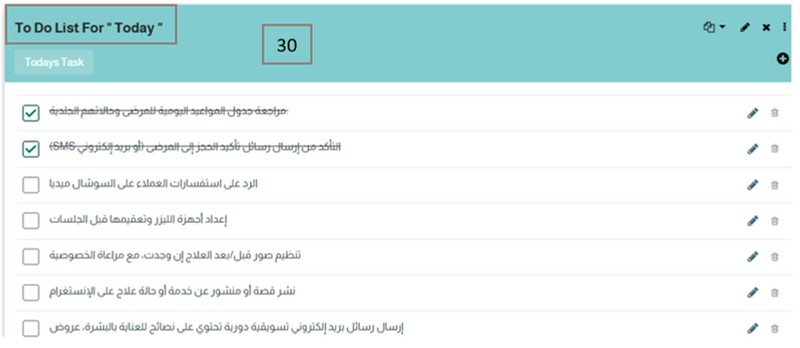 To Do List For " Today "
30
Todays Task
مراجعة جدول المواعيد اليومية للمرضى وحالاتهم الجلدية.
التأكد من إرسال رسائل تأكيد الحجز إلى المرضى (أو بريد إلكتروني SMS)
الرد على استفسارات العملاء على السوشال ميديا
إعداد أجهزة الليزر وتعقيمها قبل الجلسات
تنظيم صور قبل/بعد العلاج إن وجدت، مع مراعاة الخصوصية
نشر قصة أو منشور عن خدمة أو حالة علاج على الإنستغرام
إرسال رسائل بريد إلكتروني تسويقية دورية تحتوي على نصائح للعناية بالبشرة، عروض